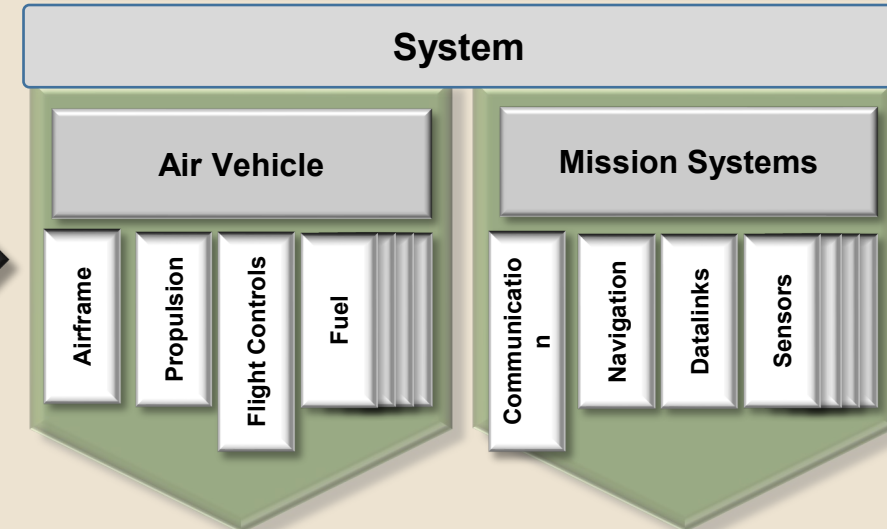 System
Air Vehicle
Mission Systems
Airframe
Propulsion
Flight Controls
Fuel
Communicatio
n
Navigation
Datalinks
Sensors